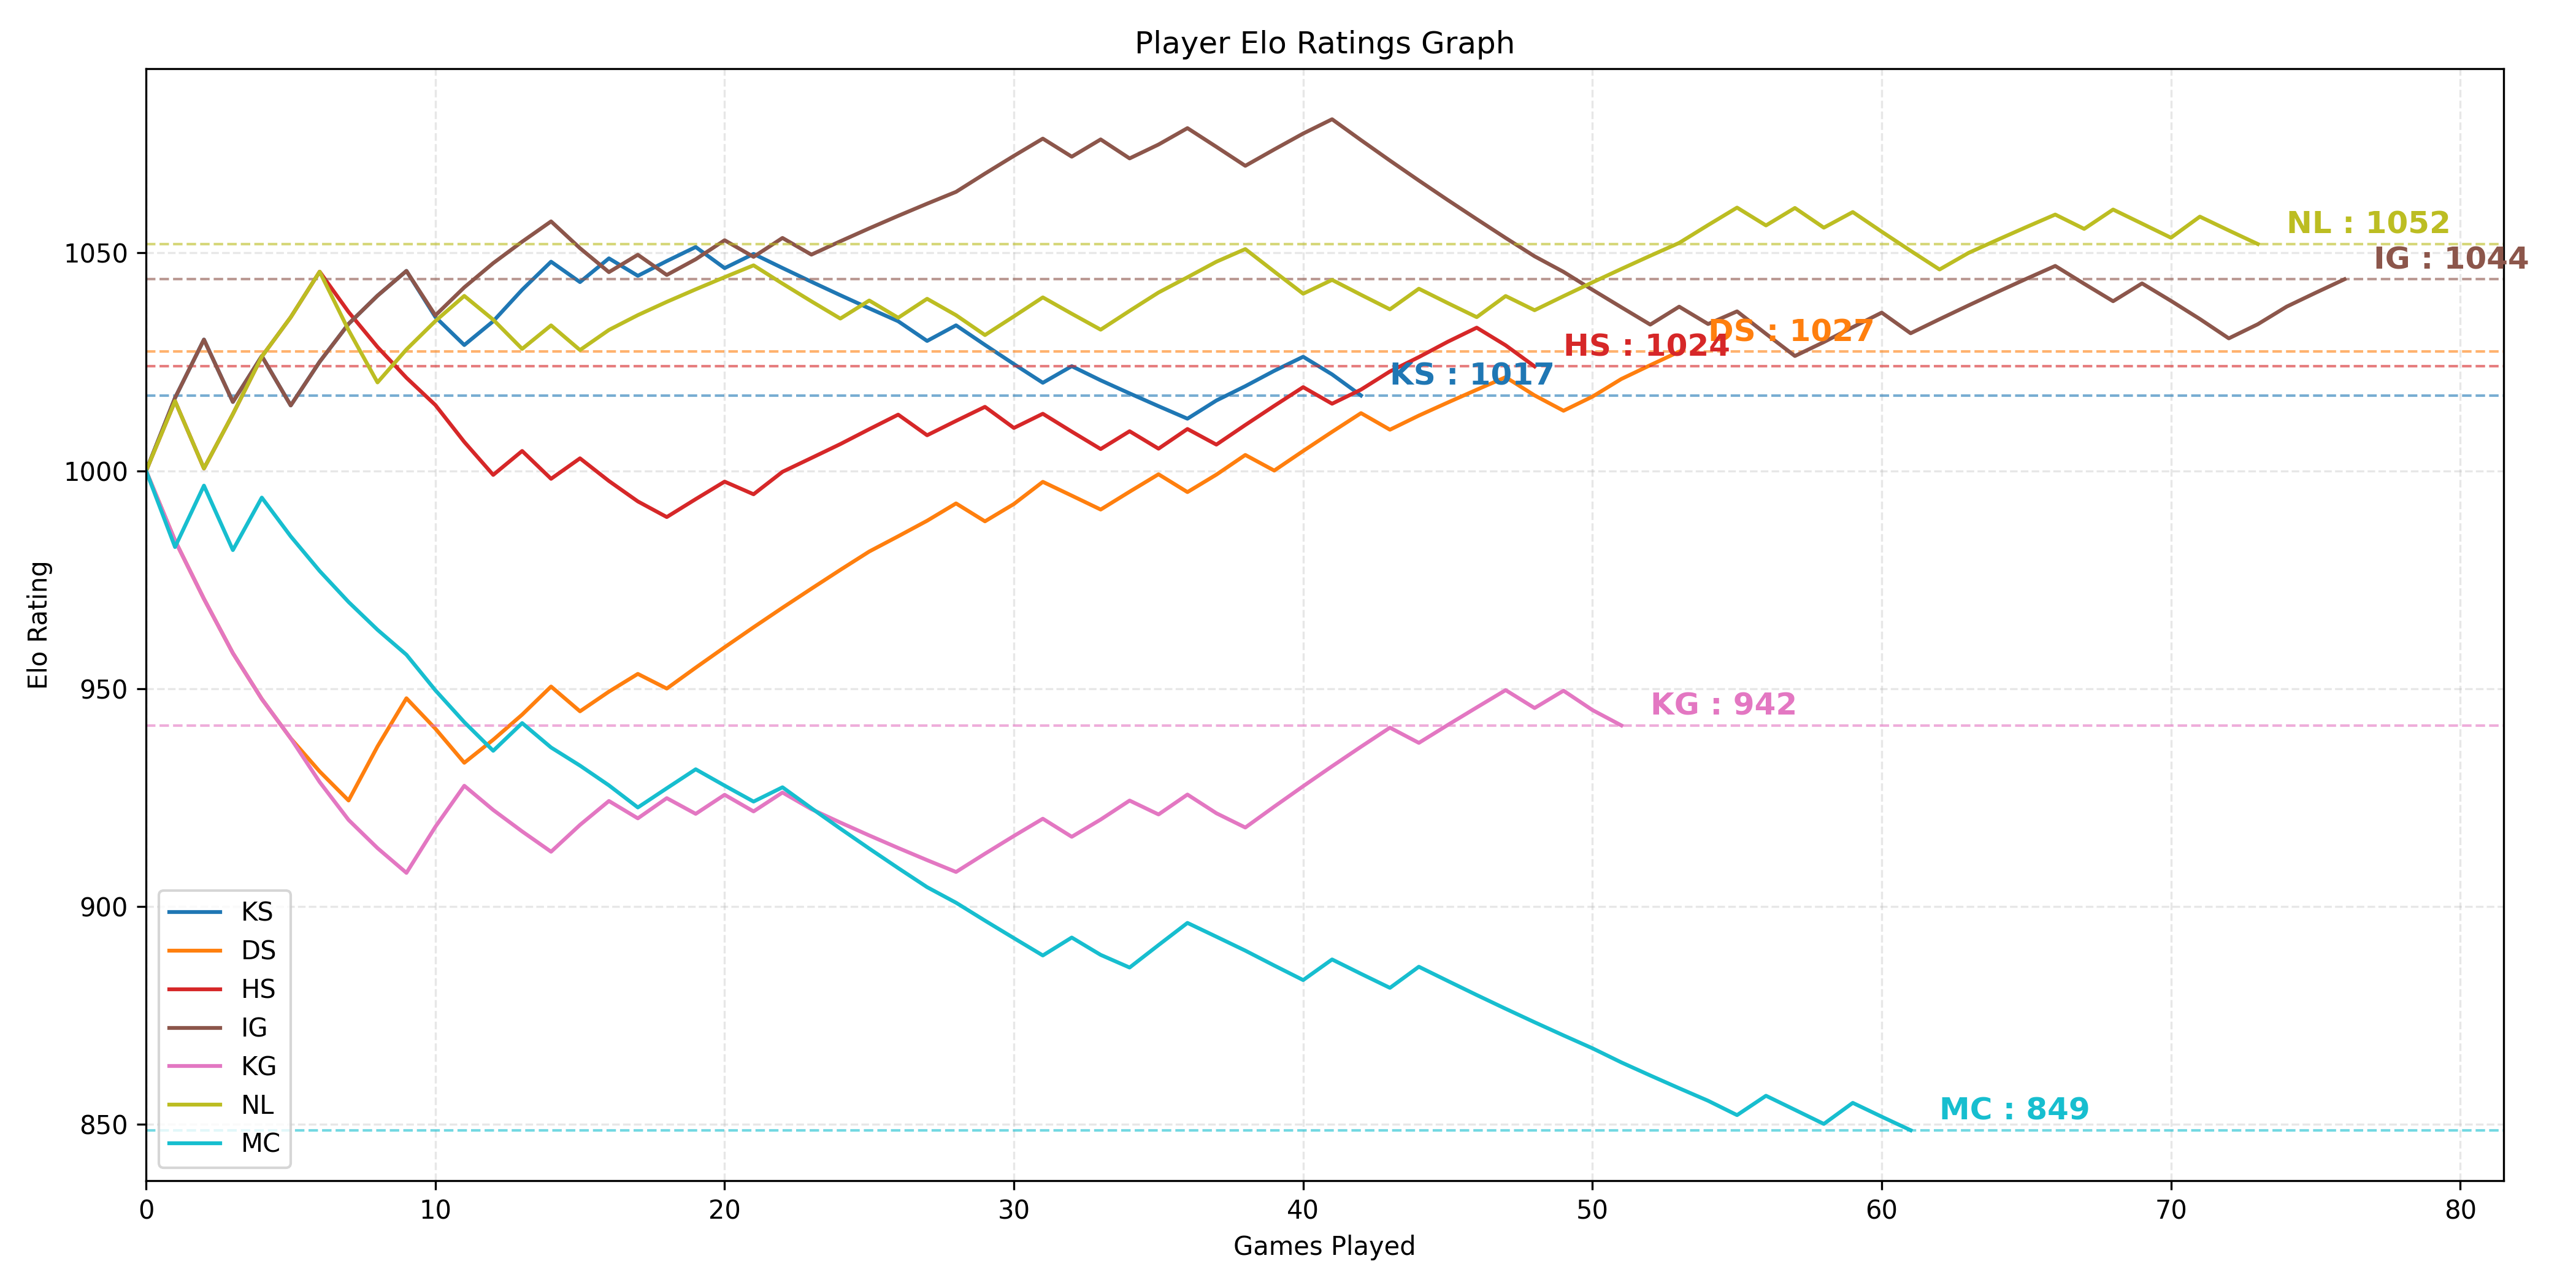 Player Elo Ratings Graph
Elo Rating
1050
1000
950
900
850
NL : 1052
IG : 1044
DS : 1027
HS : 1024
KS : 1017
KG : 942
MC : 849
KS
DS
HS
IG
KG
NL
MC
0 10 20 30 40 50 60 70 80
Games Played